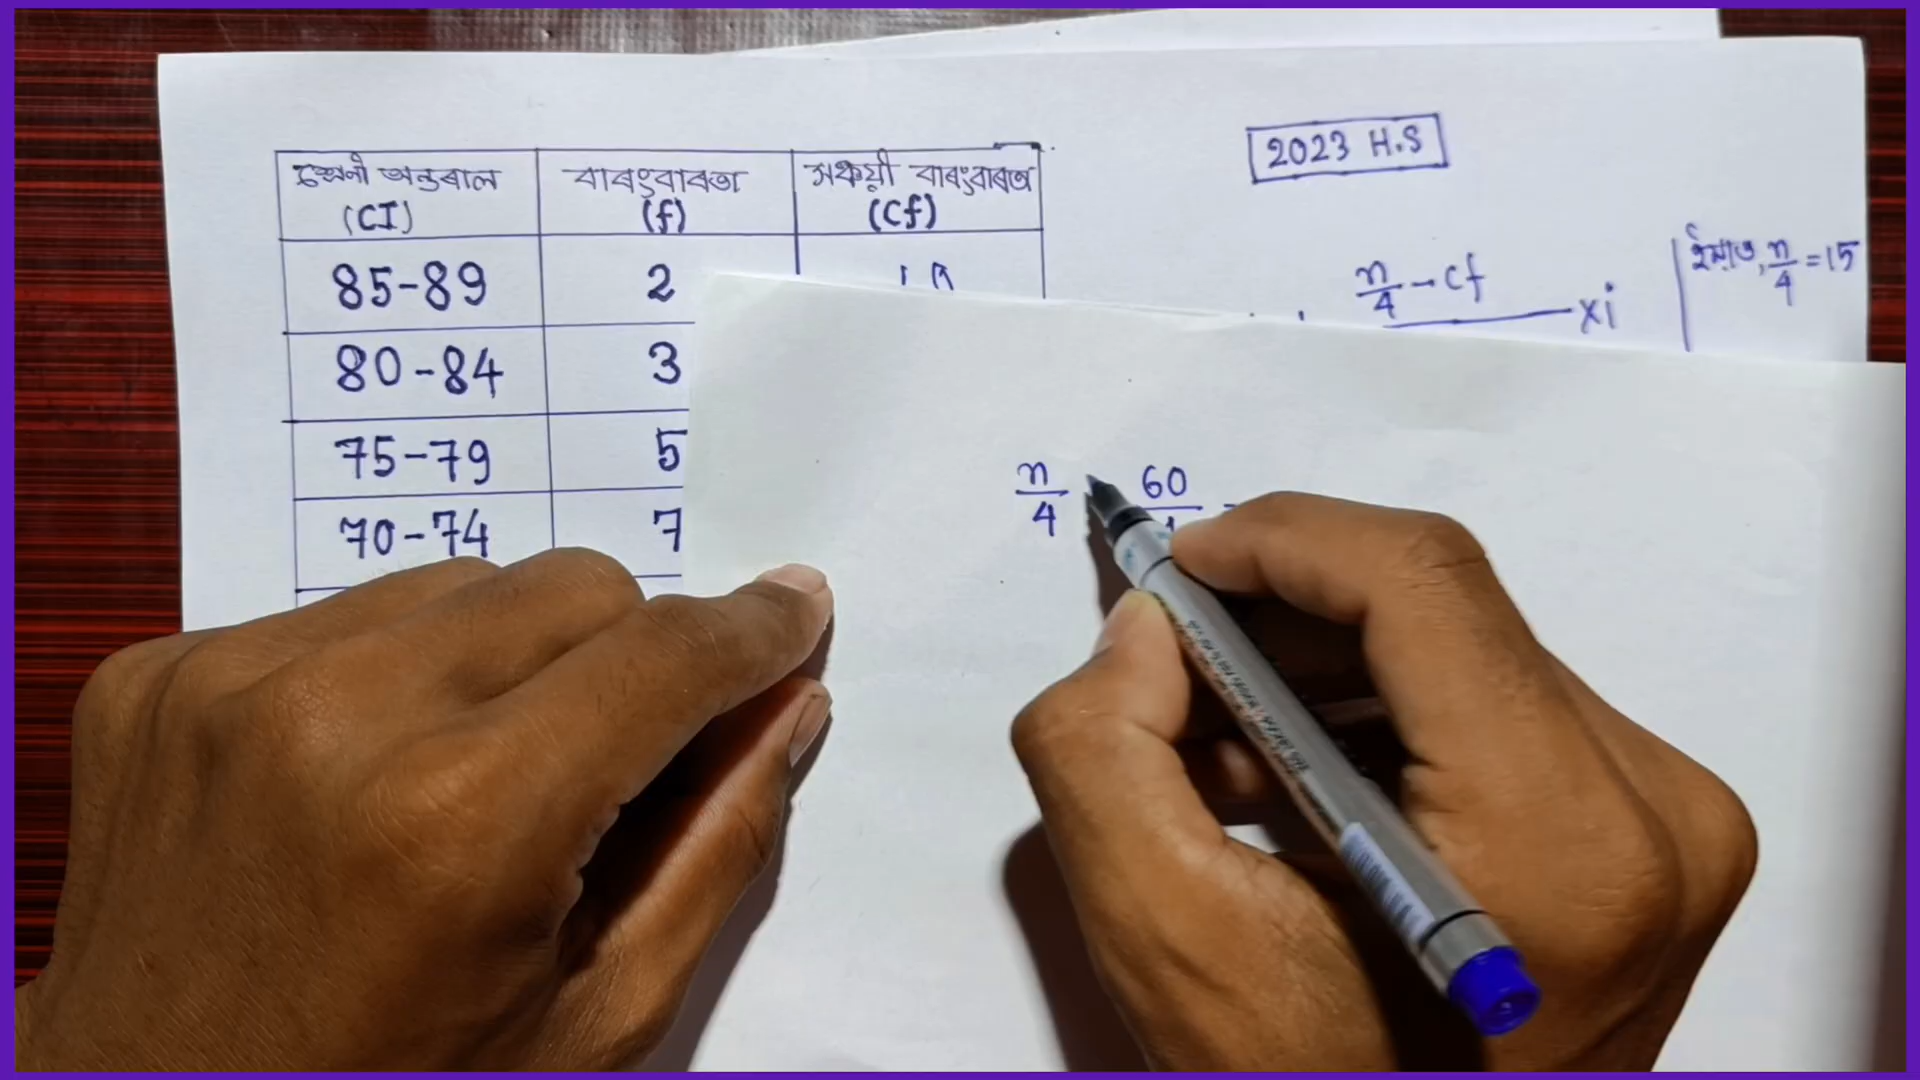 2023 H.S
শ্ৰেণী অন্তৰাল বাৰংবাৰতা সঞ্চয়ী বাৰংবাৰতা
(CI) (f) (Cf)
85-89 2
80-84 3
75-79 5
70-74 7
n/4 - cf
xi
ইয়াত, n/4 = 15
n/4 60